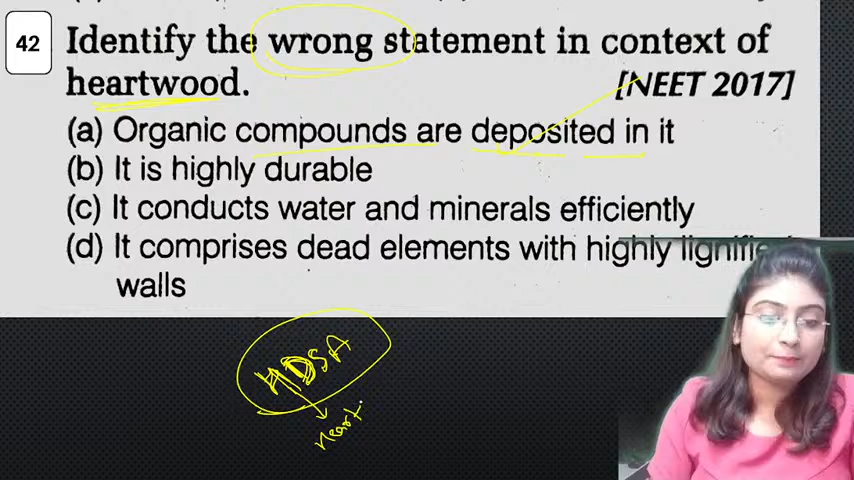 42
Identify the wrong statement in context of
heartwood. [NEET 2017]
(a) Organic compounds are deposited in it
(b) It is highly durable
(c) It conducts water and minerals efficiently
(d) It comprises dead elements with highly lignified
walls
HDSA
Heart